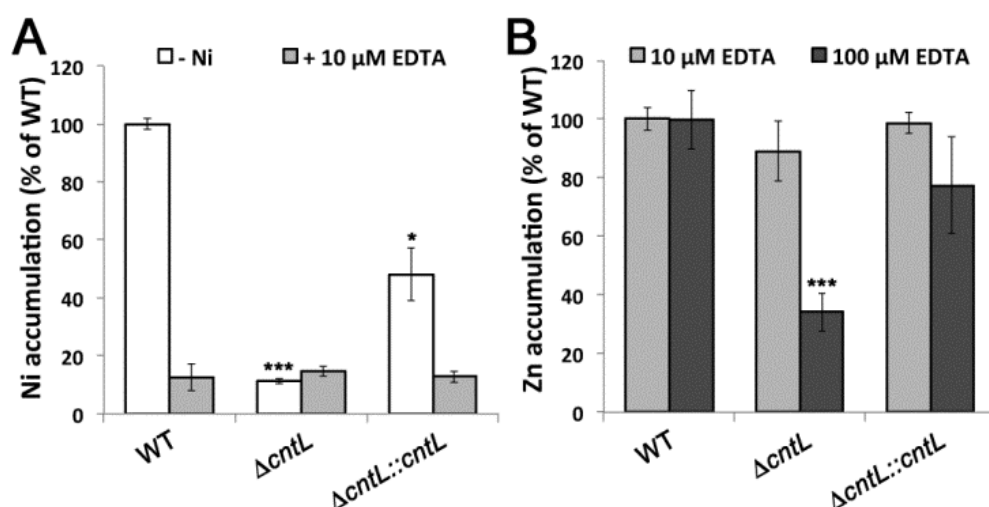 A
- Ni
+ 10 µM EDTA
Ni accumulation (% of WT)
120
100
80
60
40
20
0
*
***
WT
ΔcntL
ΔcntL::cntL
B
10 µM EDTA
100 µM EDTA
Zn accumulation (% of WT)
120
100
80
60
40
20
0
***
WT
ΔcntL
ΔcntL::cntL